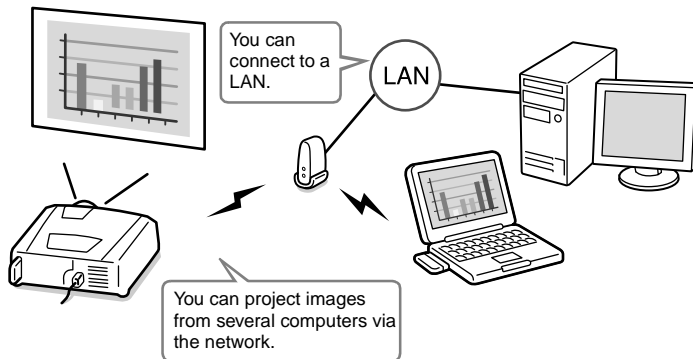 You can
connect to a
LAN.
LAN
You can project images
from several computers via
the network.